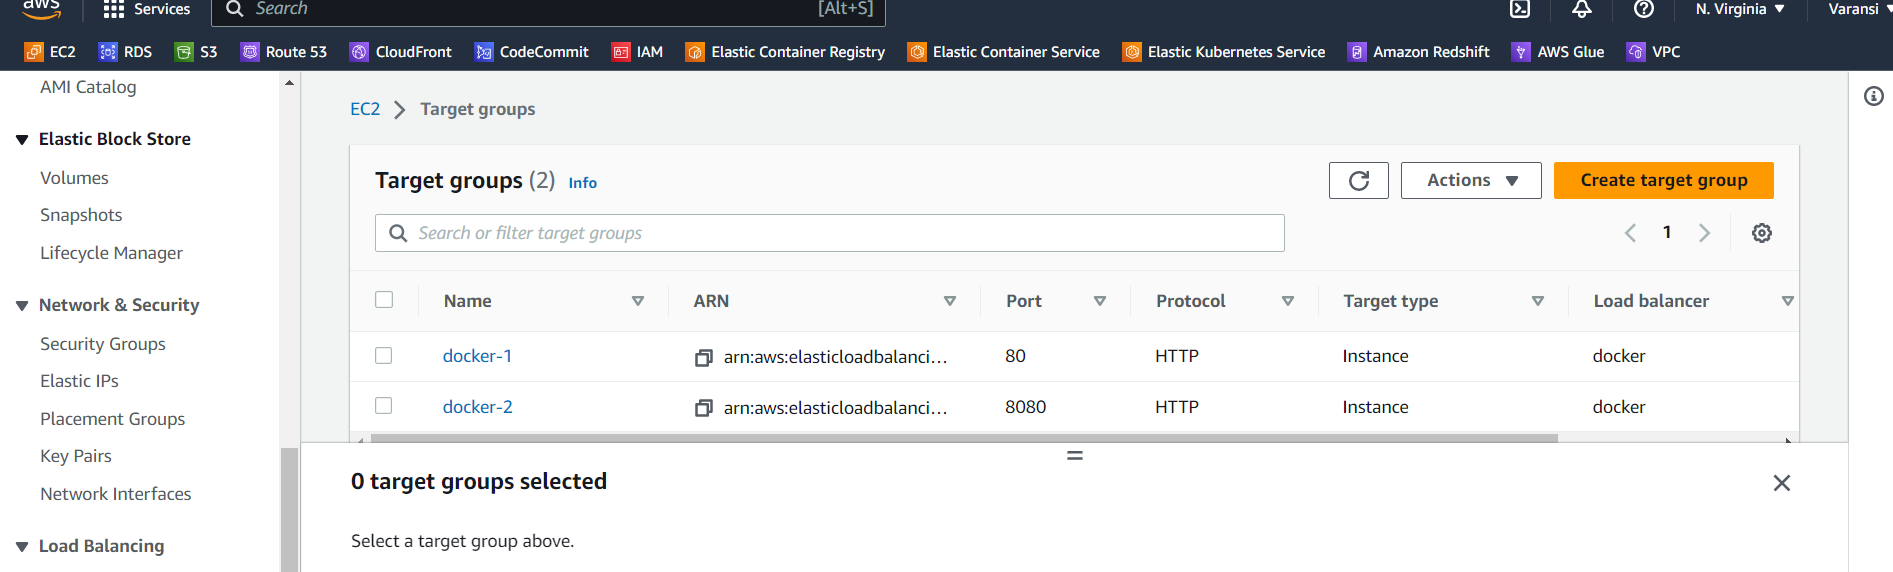 aws Services Search [Alt+S] N. Virginia Varansi
EC2 RDS S3 Route 53 CloudFront CodeCommit IAM Elastic Container Registry Elastic Container Service Elastic Kubernetes Service Amazon Redshift AWS Glue VPC
AMI Catalog
Elastic Block Store
Volumes
Snapshots
Lifecycle Manager
Network & Security
Security Groups
Elastic IPs
Placement Groups
Key Pairs
Network Interfaces
Load Balancing
EC2 > Target groups
Target groups (2) Info Actions Create target group
Search or filter target groups 1
Name ARN Port Protocol Target type Load balancer
docker-1 arn:aws:elasticloadbalanci... 80 HTTP Instance docker
docker-2 arn:aws:elasticloadbalanci... 8080 HTTP Instance docker
0 target groups selected
Select a target group above.